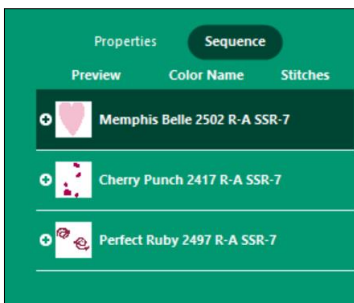 Properties Sequence
Preview Color Name Stitches
Memphis Belle 2502 R-A SSR-7
Cherry Punch 2417 R-A SSR-7
Perfect Ruby 2497 R-A SSR-7